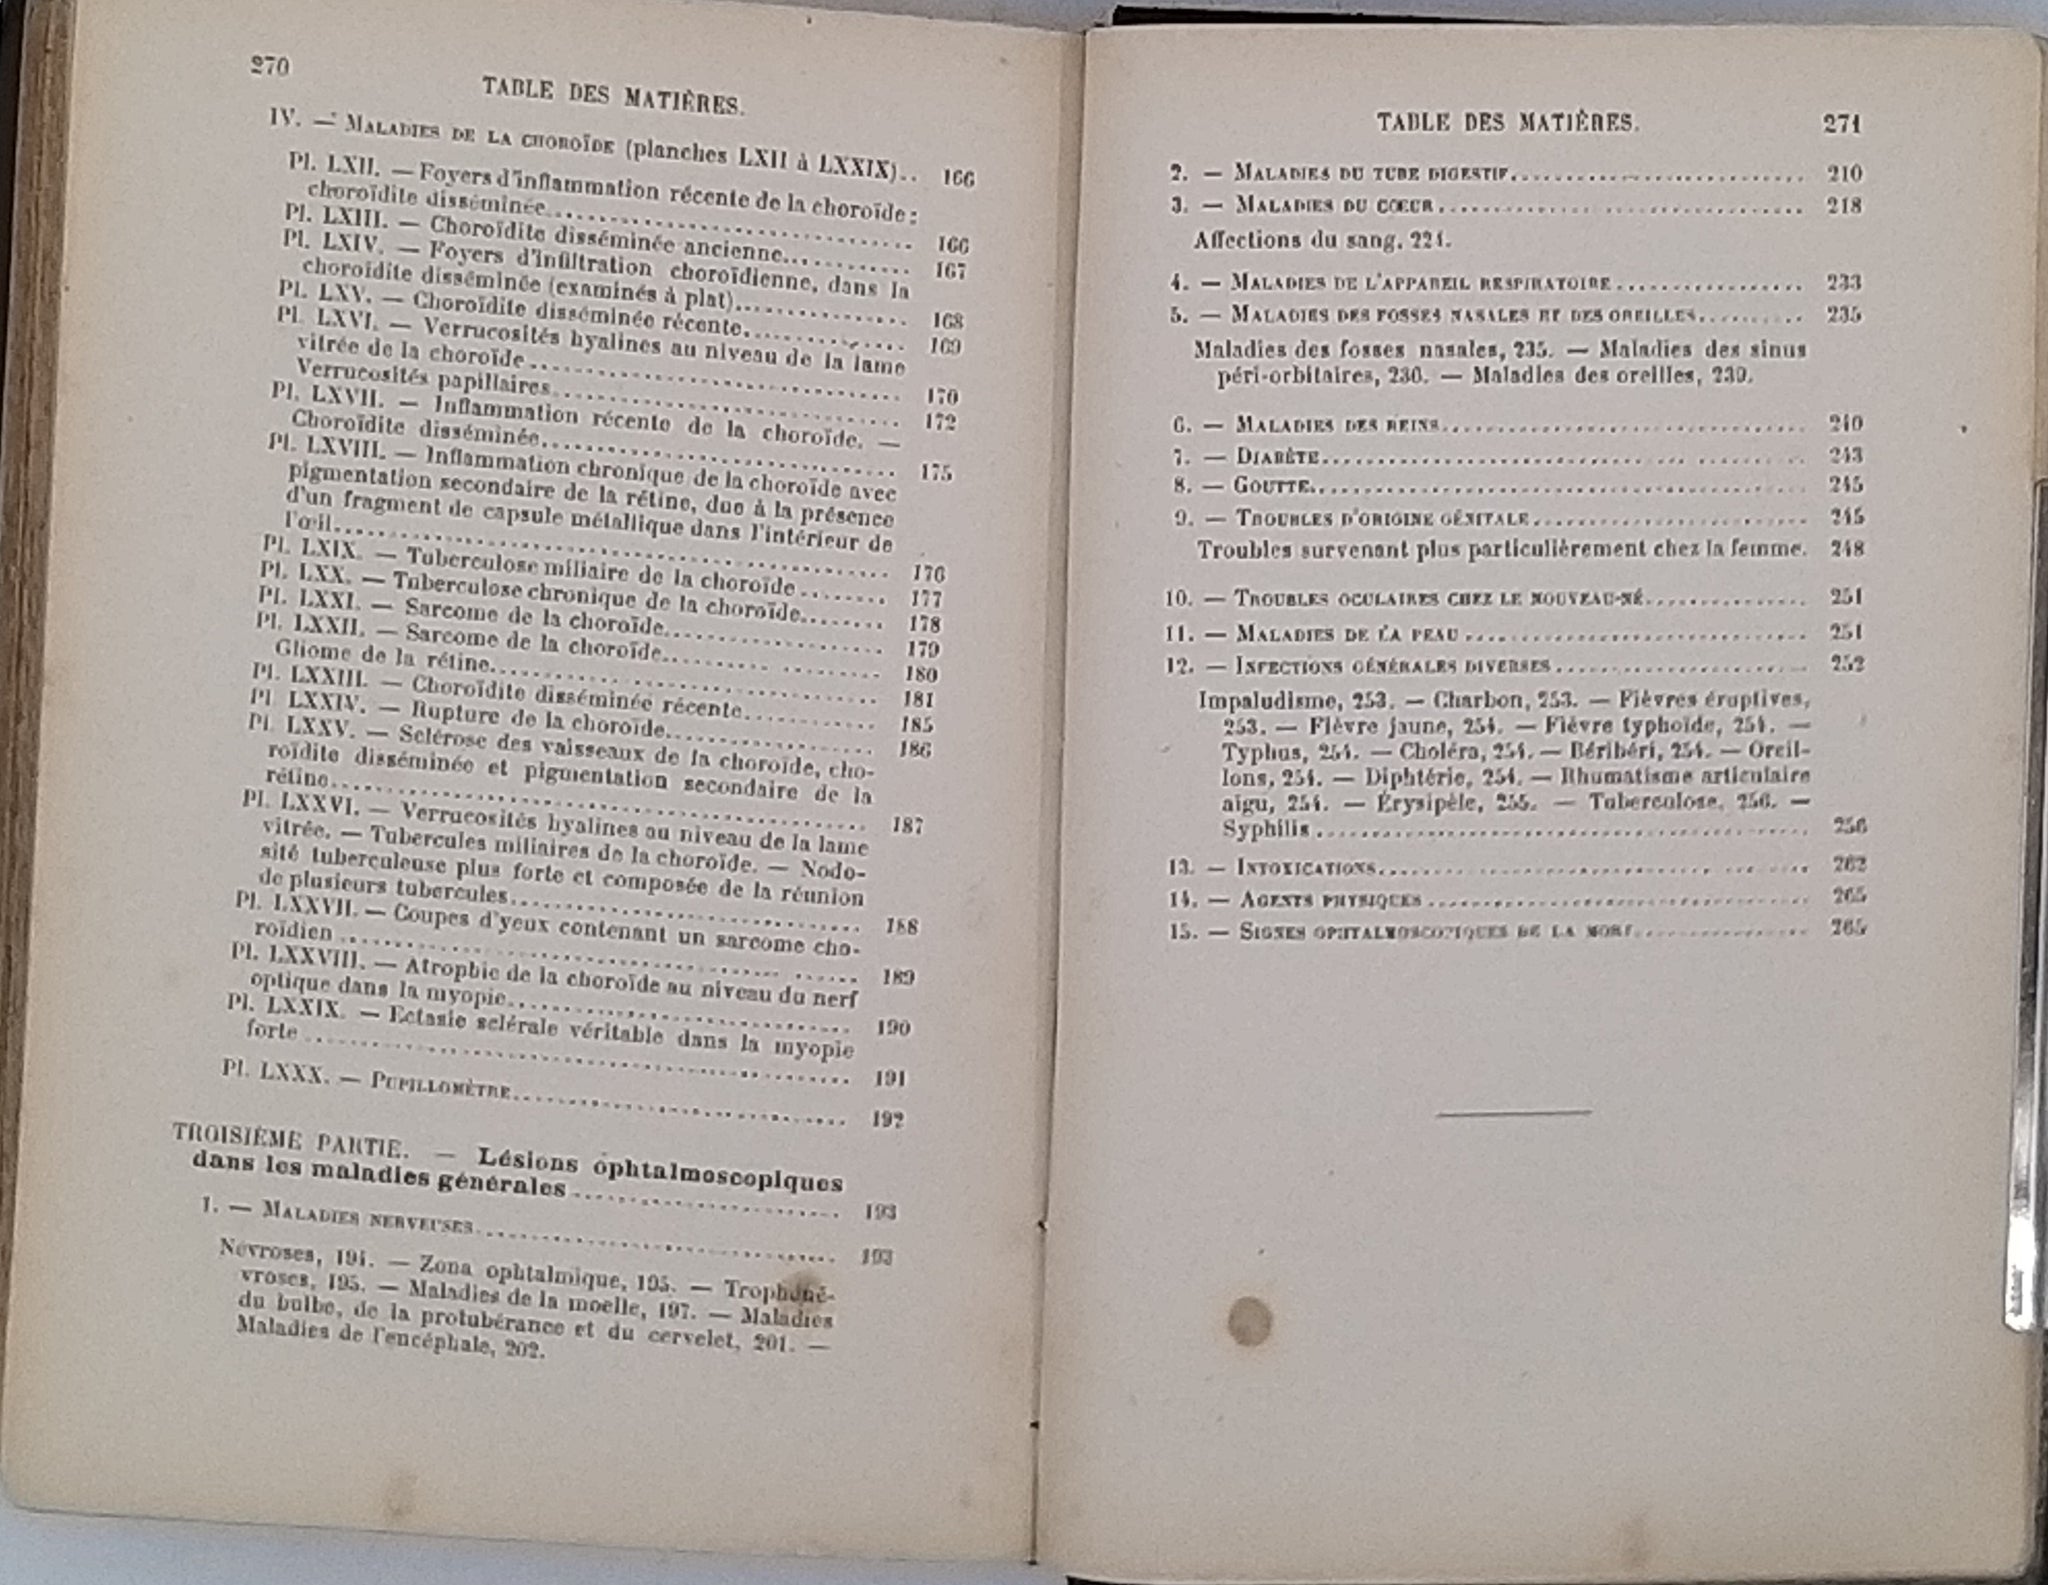 270
TABLE DES MATIÈRES.
IV. — MALADIES DE LA CHOROÏDE (planches LXII à LXXIX).. 166
Pl. LXII. — Foyers d'inflammation récente de la choroïde :
choroïdite disséminée.......... 166
Pl. LXIII. — Choroïdite disséminée ancienne.......... 167
Pl. LXIV. — Foyers d'infiltration choroïdienne, dans la
choroïdite disséminée (examinés à plat).......... 168
Pl. LXV. — Choroïdite disséminée récente.......... 169
Pl. LXVI. — Verrucosités hyalines au niveau de la lame
vitrée de la choroïde.......... 170
Verrucosités papillaires.......... 172
Pl. LXVII. — Inflammation récente de la choroïde. —
Choroïdite disséminée.......... 175
Pl. LXVIII. — Inflammation chronique de la choroïde avec
pigmentation secondaire de la rétine, due à la présence
d'un fragment de capsule métallique dans l'intérieur de
l'œil.......... 176
Pl. LXIX. — Tuberculose miliaire de la choroïde.......... 177
Pl. LXX. — Tuberculose chronique de la choroïde.......... 178
Pl. LXXI. — Sarcome de la choroïde.......... 179
Pl. LXXII. — Sarcome de la choroïde.......... 180
Gliome de la rétine.......... 181
Pl. LXXIII. — Choroïdite disséminée récente.......... 185
Pl LXXIV. — Rupture de la choroïde.......... 186
Pl. LXXV. — Sclérose des vaisseaux de la choroïde, cho-
roïdite disséminée et pigmentation secondaire de la
rétine.......... 187
Pl. LXXVI. — Verrucosités hyalines au niveau de la lame
vitrée. — Tubercules miliaires de la choroïde. — Nodo-
sité tuberculeuse plus forte et composée de la réunion
de plusieurs tubercules.......... 188
Pl. LXXVII. — Coupes d'yeux contenant un sarcome cho-
roïdien.......... 189
Pl. LXXVIII. — Atrophie de la choroïde au niveau du nerf
optique dans la myopie.......... 190
Pl. LXXIX. — Ectasie sclérale véritable dans la myopie
forte.......... 191
Pl. LXXX. — PUPILLOMÈTRE.......... 192
TROISIÈME PARTIE. — Lésions ophtalmoscopiques
dans les maladies générales.......... 193
1. — MALADIES NERVEUSES.......... 193
Névroses, 194. — Zona ophtalmique, 195. — Trophoné-
vroses, 195. — Maladies de la moelle, 197. — Maladies
du bulbe, de la protubérance et du cervelet, 201. —
Maladies de l'encéphale, 202.
TABLE DES MATIÈRES. 271
2. — MALADIES DU TUBE DIGESTIF.......... 210
3. — MALADIES DU CŒUR.......... 218
Affections du sang, 221.
4. — MALADIES DE L'APPAREIL RESPIRATOIRE.......... 233
5. — MALADIES DES FOSSES NASALES ET DES OREILLES.......... 235
Maladies des fosses nasales, 235. — Maladies des sinus
péri-orbitaires, 236. — Maladies des oreilles, 239.
6. — MALADIES DES REINS.......... 240
7. — DIABÈTE.......... 243
8. — GOUTTE.......... 245
9. — TROUBLES D'ORIGINE GÉNITALE.......... 245
Troubles survenant plus particulièrement chez la femme. 248
10. — TROUBLES OCULAIRES CHEZ LE NOUVEAU-NÉ.......... 251
11. — MALADIES DE LA PEAU.......... 251
12. — INFECTIONS GÉNÉRALES DIVERSES.......... 252
Impaludisme, 253. — Charbon, 253. — Fièvres éruptives,
253. — Fièvre jaune, 254. — Fièvre typhoïde, 254. —
Typhus, 254. — Choléra, 254. — Béribéri, 254. — Oreil-
lons, 254. — Diphtérie, 254. — Rhumatisme articulaire
aigu, 254. — Érysipèle, 255. — Tuberculose, 256. —
Syphilis.......... 256
13. — INTOXICATIONS.......... 262
14. — AGENTS PHYSIQUES.......... 265
15. — SIGNES OPHTALMOSCOPIQUES DE LA MORT.......... 265